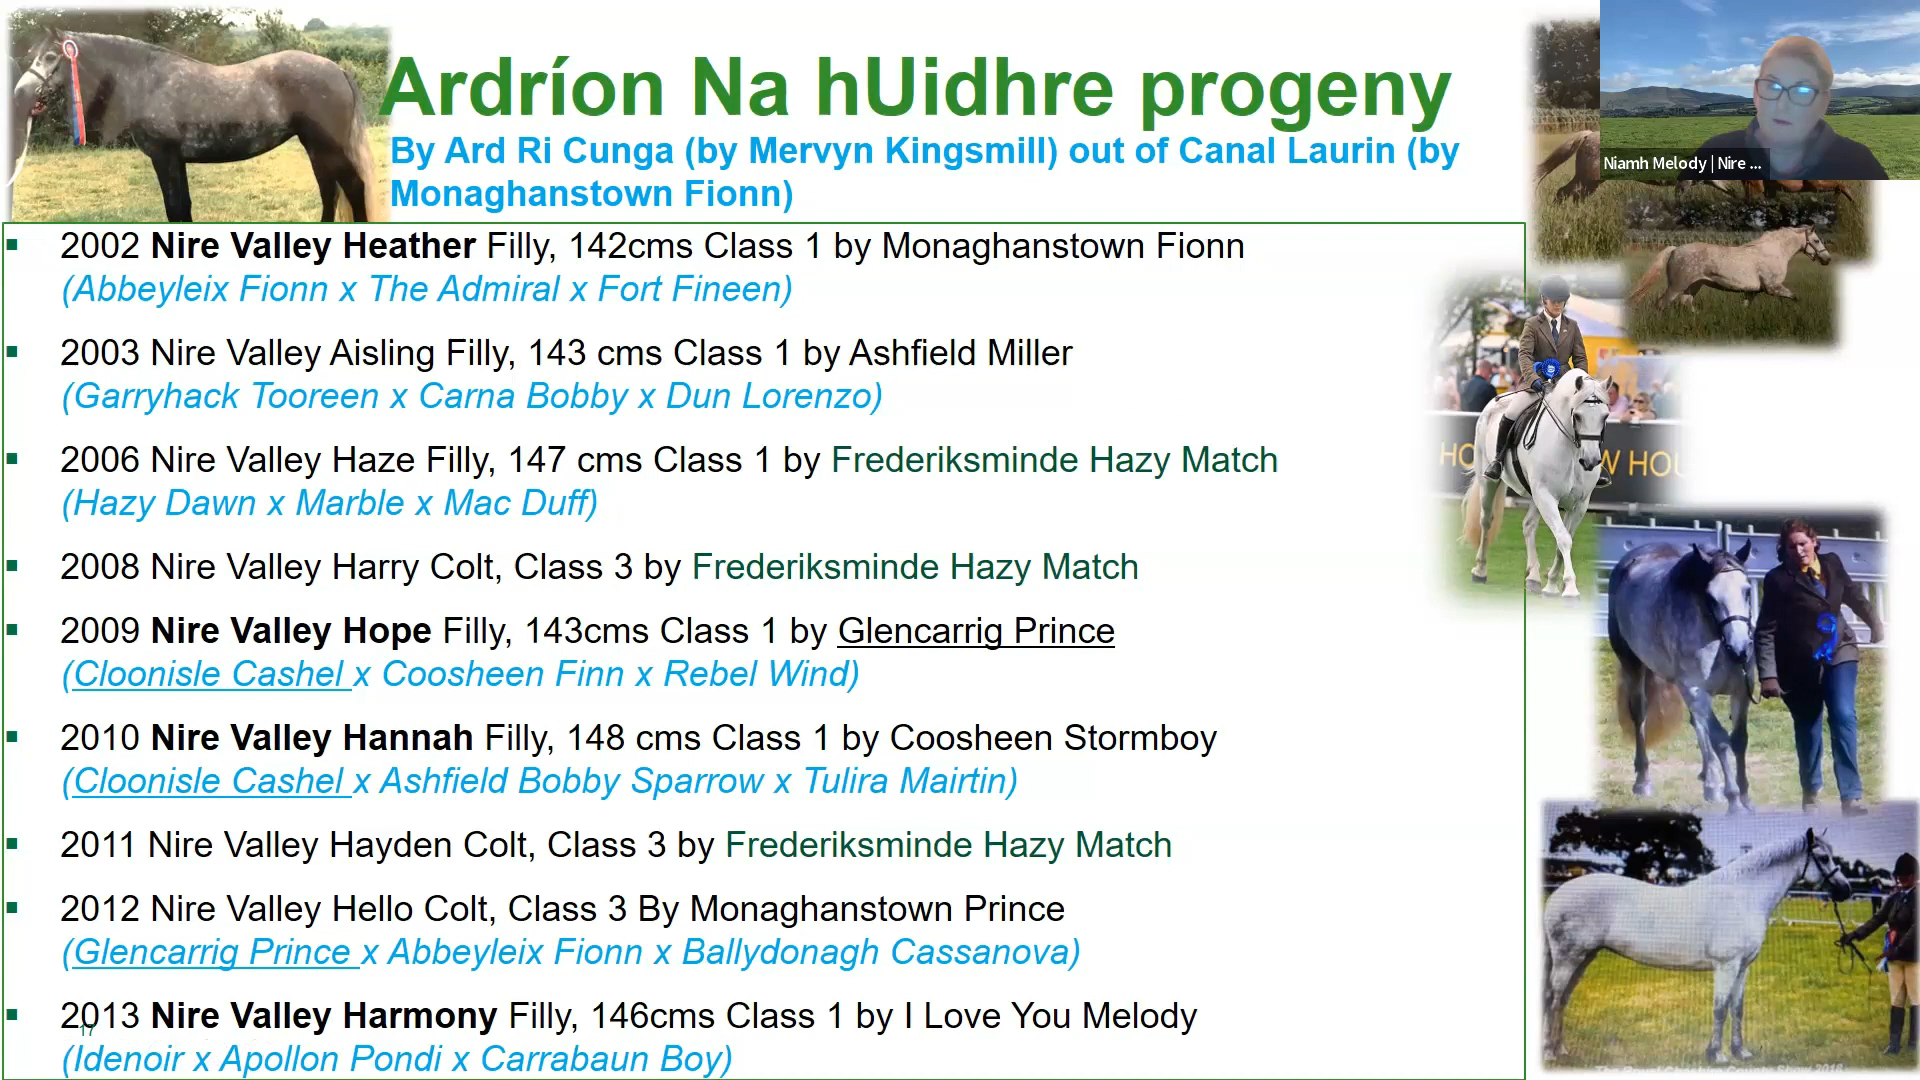 Ardríon Na hUidhre progeny
By Ard Ri Cunga (by Mervyn Kingsmill) out of Canal Laurin (by
Monaghanstown Fionn)
Niamh Melody | Nire ...
2002 Nire Valley Heather Filly, 142cms Class 1 by Monaghanstown Fionn
(Abbeyleix Fionn x The Admiral x Fort Fineen)
2003 Nire Valley Aisling Filly, 143 cms Class 1 by Ashfield Miller
(Garryhack Tooreen x Carna Bobby x Dun Lorenzo)
2006 Nire Valley Haze Filly, 147 cms Class 1 by Frederiksminde Hazy Match
(Hazy Dawn x Marble x Mac Duff)
2008 Nire Valley Harry Colt, Class 3 by Frederiksminde Hazy Match
2009 Nire Valley Hope Filly, 143cms Class 1 by Glencarrig Prince
(Cloonisle Cashel x Coosheen Finn x Rebel Wind)
2010 Nire Valley Hannah Filly, 148 cms Class 1 by Coosheen Stormboy
(Cloonisle Cashel x Ashfield Bobby Sparrow x Tulira Mairtin)
2011 Nire Valley Hayden Colt, Class 3 by Frederiksminde Hazy Match
2012 Nire Valley Hello Colt, Class 3 By Monaghanstown Prince
(Glencarrig Prince x Abbeyleix Fionn x Ballydonagh Cassanova)
2013 Nire Valley Harmony Filly, 146cms Class 1 by I Love You Melody
(Idenoir x Apollon Pondi x Carrabaun Boy)
17